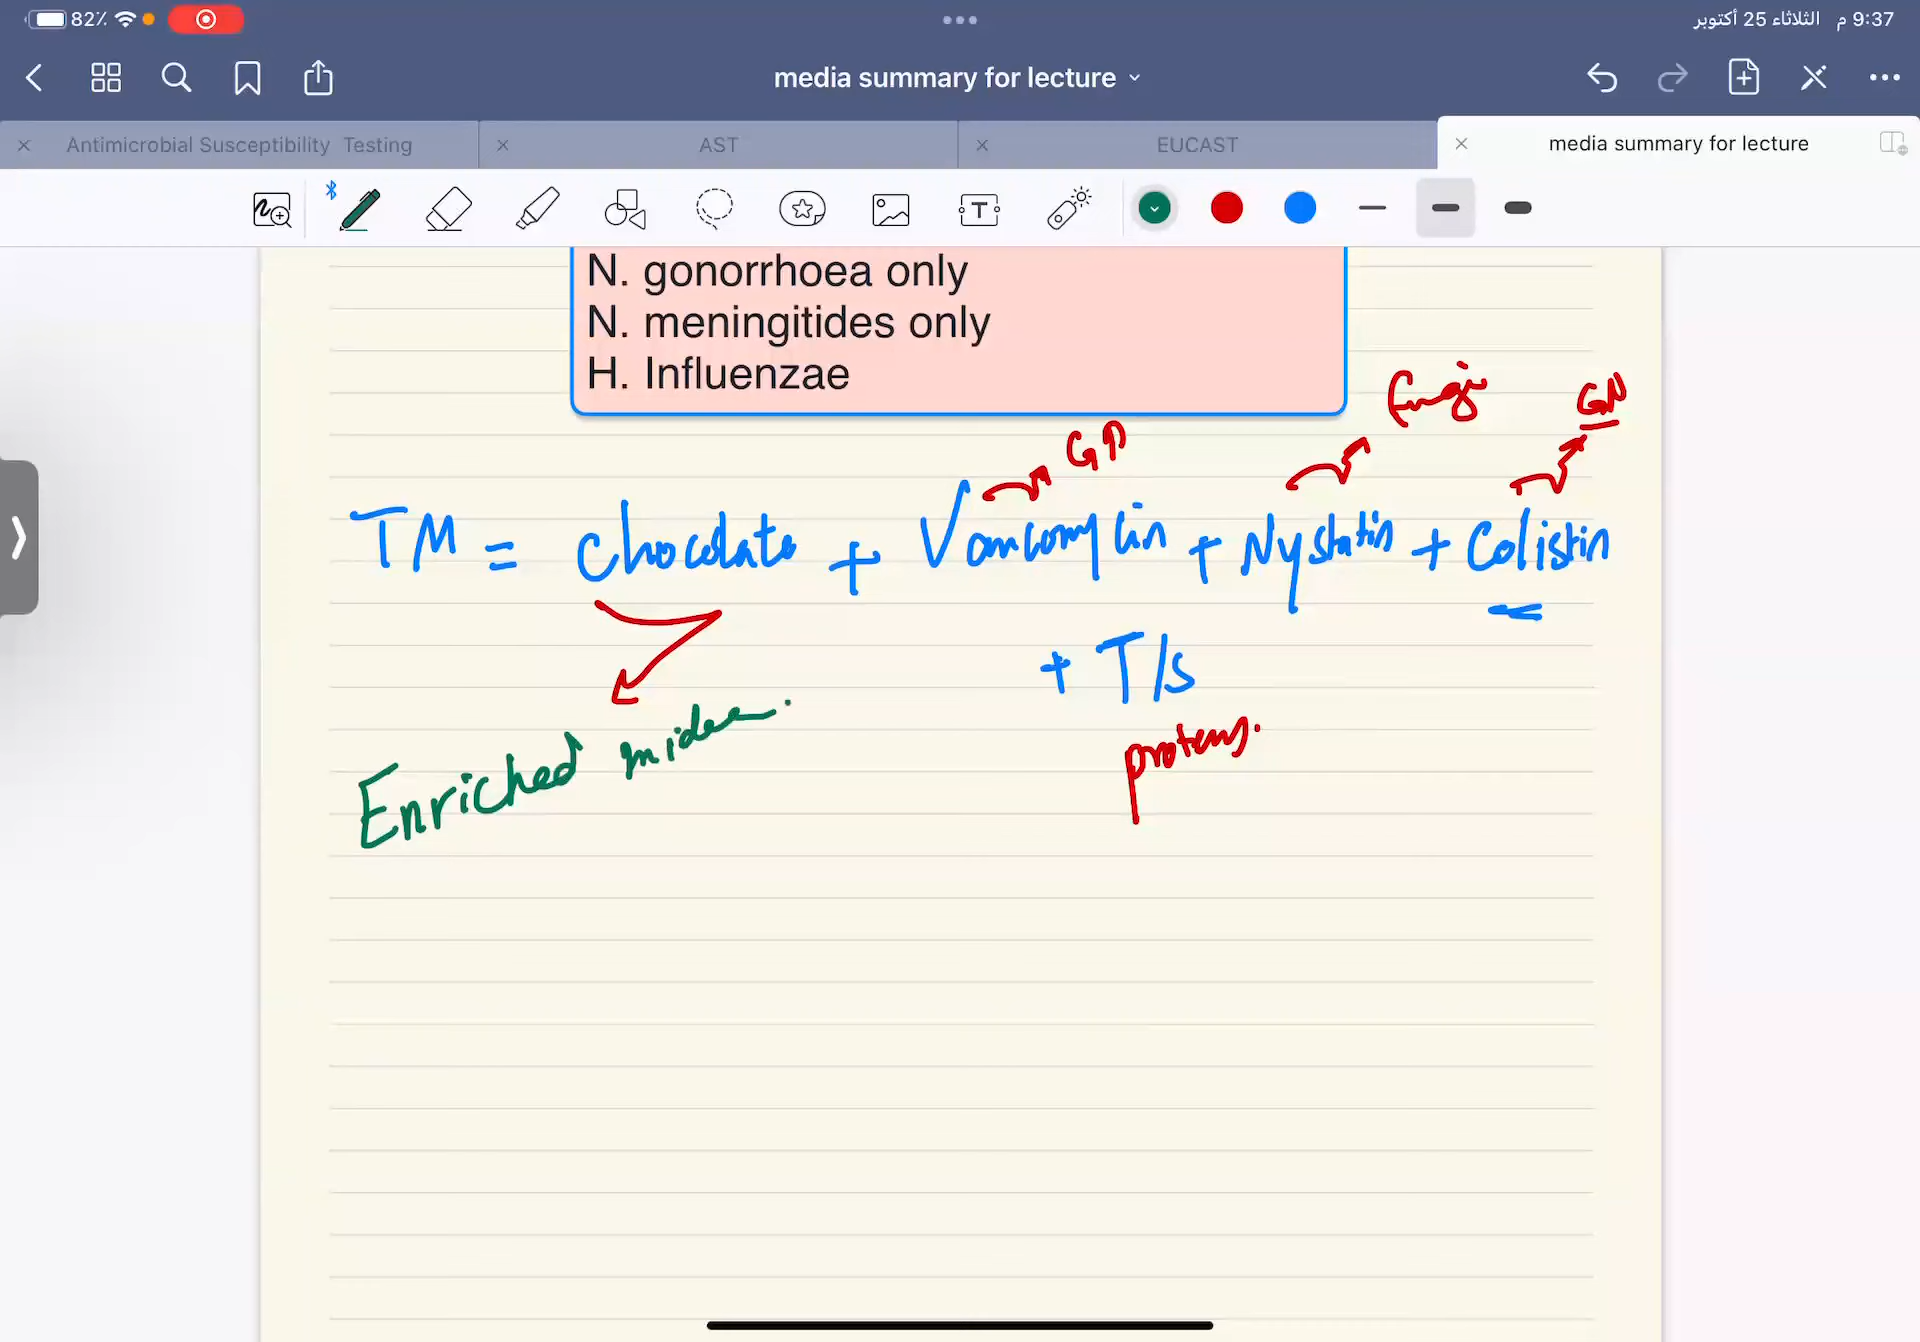 82٪ 9:37 م الثلاثاء 25 أكتوبر
media summary for lecture
Antimicrobial Susceptibility Testing AST EUCAST media summary for lecture
N. gonorrhoea only
N. meningitides only
H. Influenzae
fungi GN
GP
TM = Chocolate + Vancomycin + Nystatin + Colistin
+ T/S
proteus.
Enriched midea.